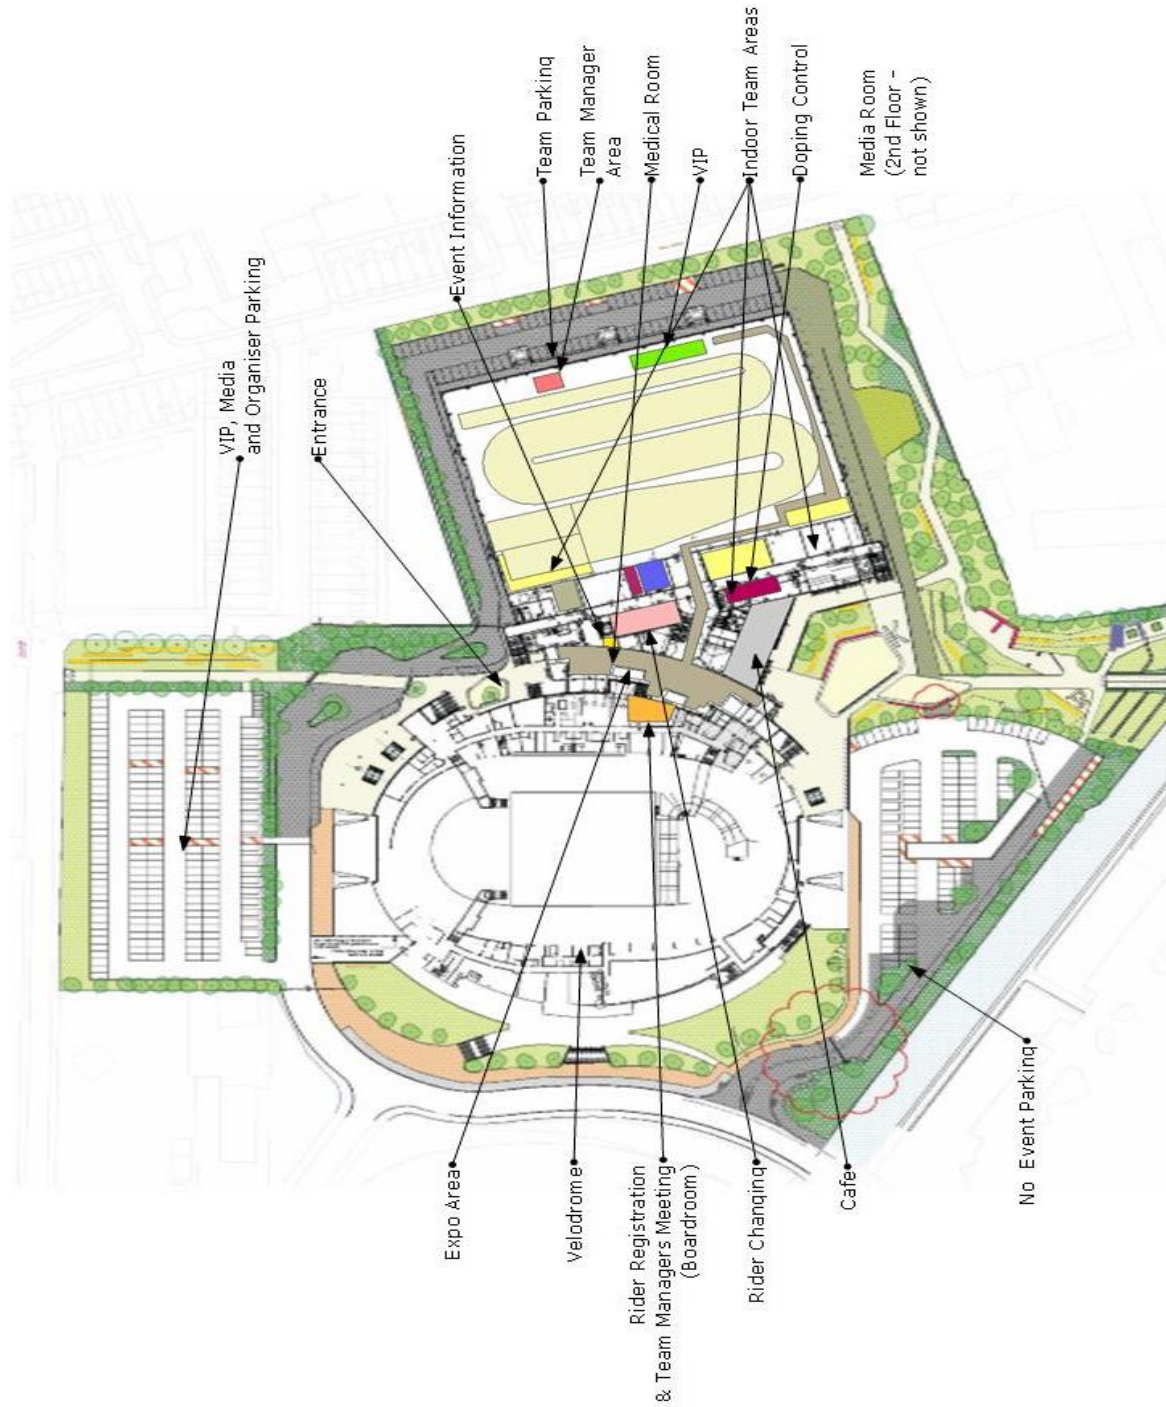 VIP, Media
and Organiser Parking
Entrance
Event Information
Team Parking
Team Manager
Area
Medical Room
VIP
Indoor Team Areas
Doping Control
Media Room
(2nd Floor -
not shown)
Expo Area
Velodrome
Rider Registration
& Team Managers Meeting
(Boardroom)
Rider Changing
Cafe
No Event Parking